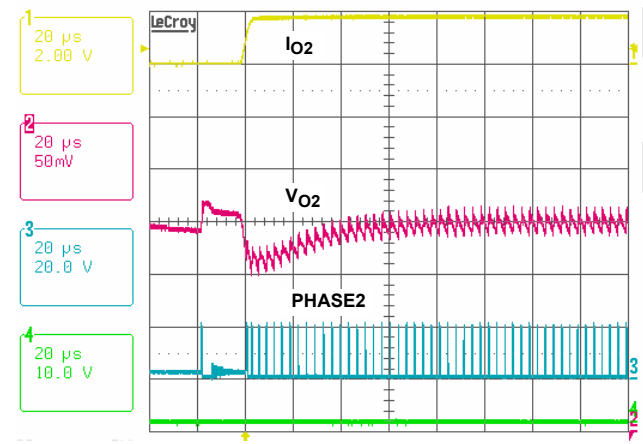 1
20 µs
2.00 V
LeCroy
IO2
1
2
20 µs
50mV
VO2
3
20 µs
20.0 V
PHASE2
3
4
20 µs
10.0 V
4
2